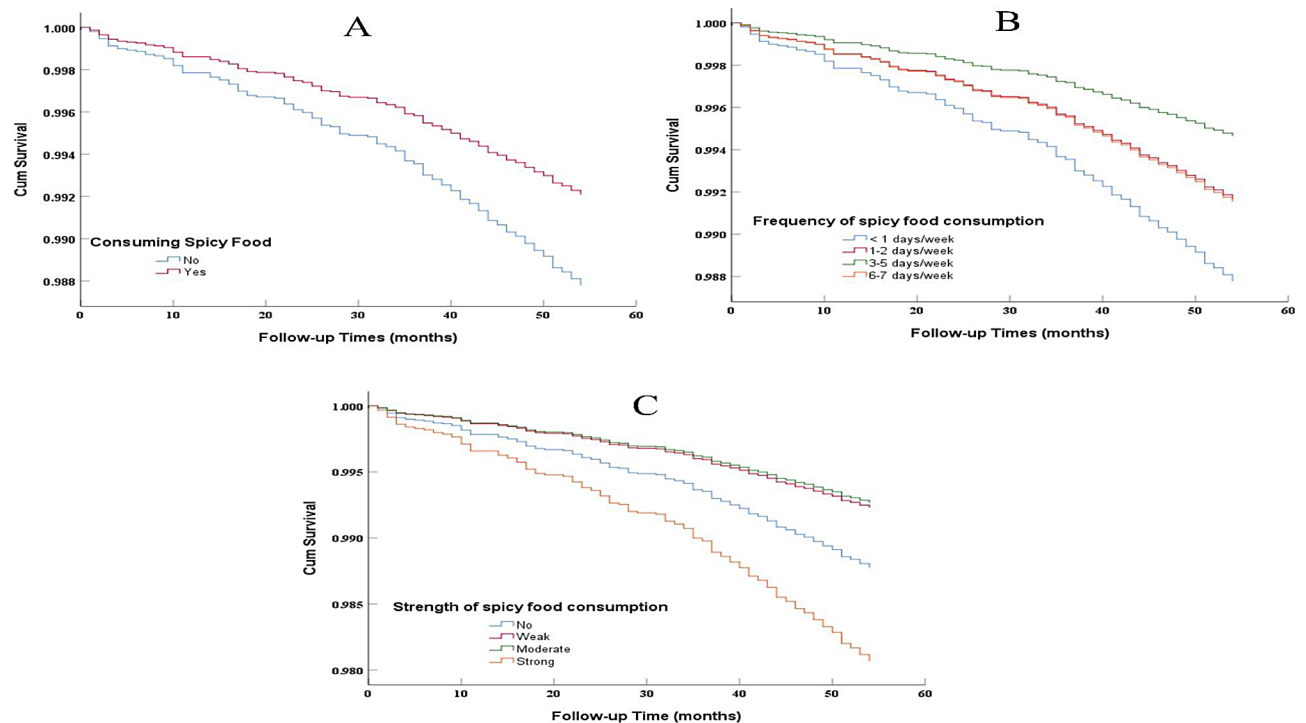 A
1.000
0.998
0.996
0.994
0.992
0.990
0.988
Cum Survival
Consuming Spicy Food
No
Yes
0 10 20 30 40 50 60
Follow-up Times (months)
B
1.000
0.998
0.996
0.994
0.992
0.990
0.988
Cum Survival
Frequency of spicy food consumption
< 1 days/week
1-2 days/week
3-5 days/week
6-7 days/week
0 10 20 30 40 50 60
Follow-up Times (months)
C
1.000
0.995
0.990
0.985
0.980
Cum Survival
Strength of spicy food consumption
No
Weak
Moderate
Strong
0 10 20 30 40 50 60
Follow-up Time (months)